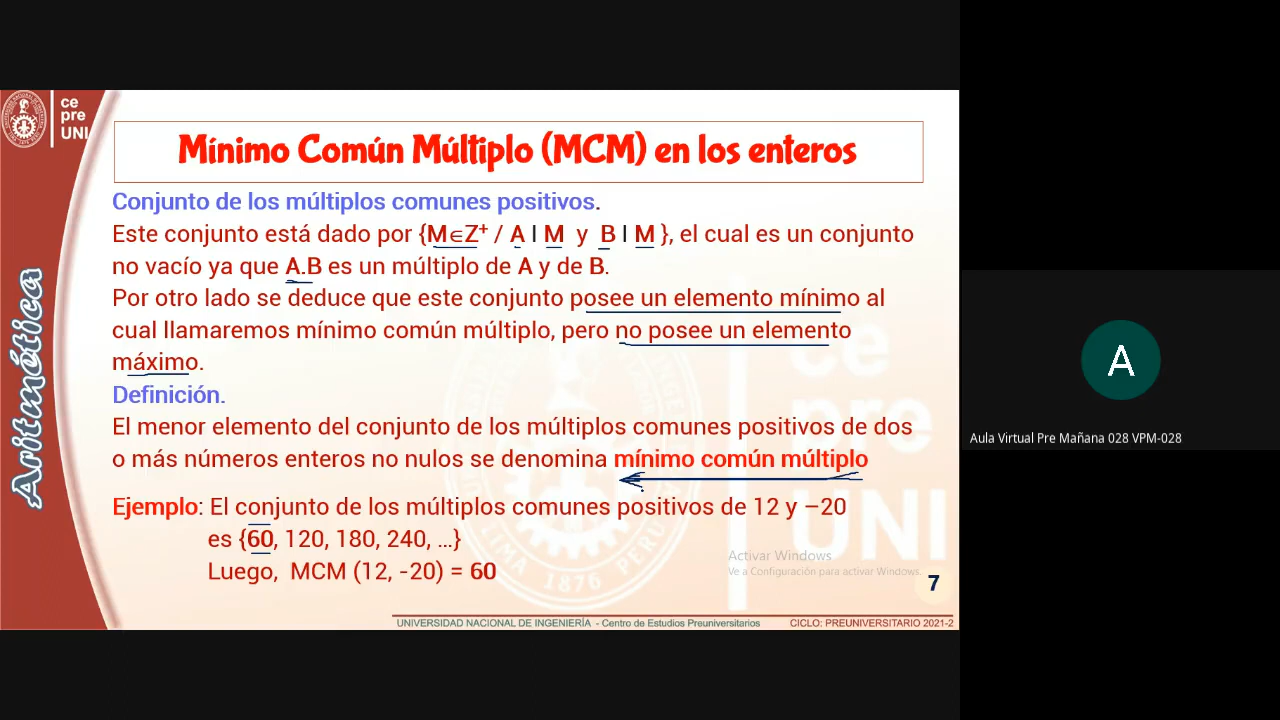 ce
pre
UNI
Mínimo Común Múltiplo (MCM) en los enteros
Conjunto de los múltiplos comunes positivos.
Este conjunto está dado por {M∈Z⁺ / A | M y B | M }, el cual es un conjunto
no vacío ya que A.B es un múltiplo de A y de B.
Por otro lado se deduce que este conjunto posee un elemento mínimo al
cual llamaremos mínimo común múltiplo, pero no posee un elemento
máximo.
Definición.
El menor elemento del conjunto de los múltiplos comunes positivos de dos
o más números enteros no nulos se denomina mínimo común múltiplo
Ejemplo: El conjunto de los múltiplos comunes positivos de 12 y −20
es {60, 120, 180, 240, ...}
Luego, MCM (12, -20) = 60
Aritmética
ce
pre
UNI
LIMA 1876 PERU
Activar Windows
Ve a Configuración para activar Windows.
7
UNIVERSIDAD NACIONAL DE INGENIERÍA - Centro de Estudios Preuniversitarios
CICLO: PREUNIVERSITARIO 2021-2
A
Aula Virtual Pre Mañana 028 VPM-028